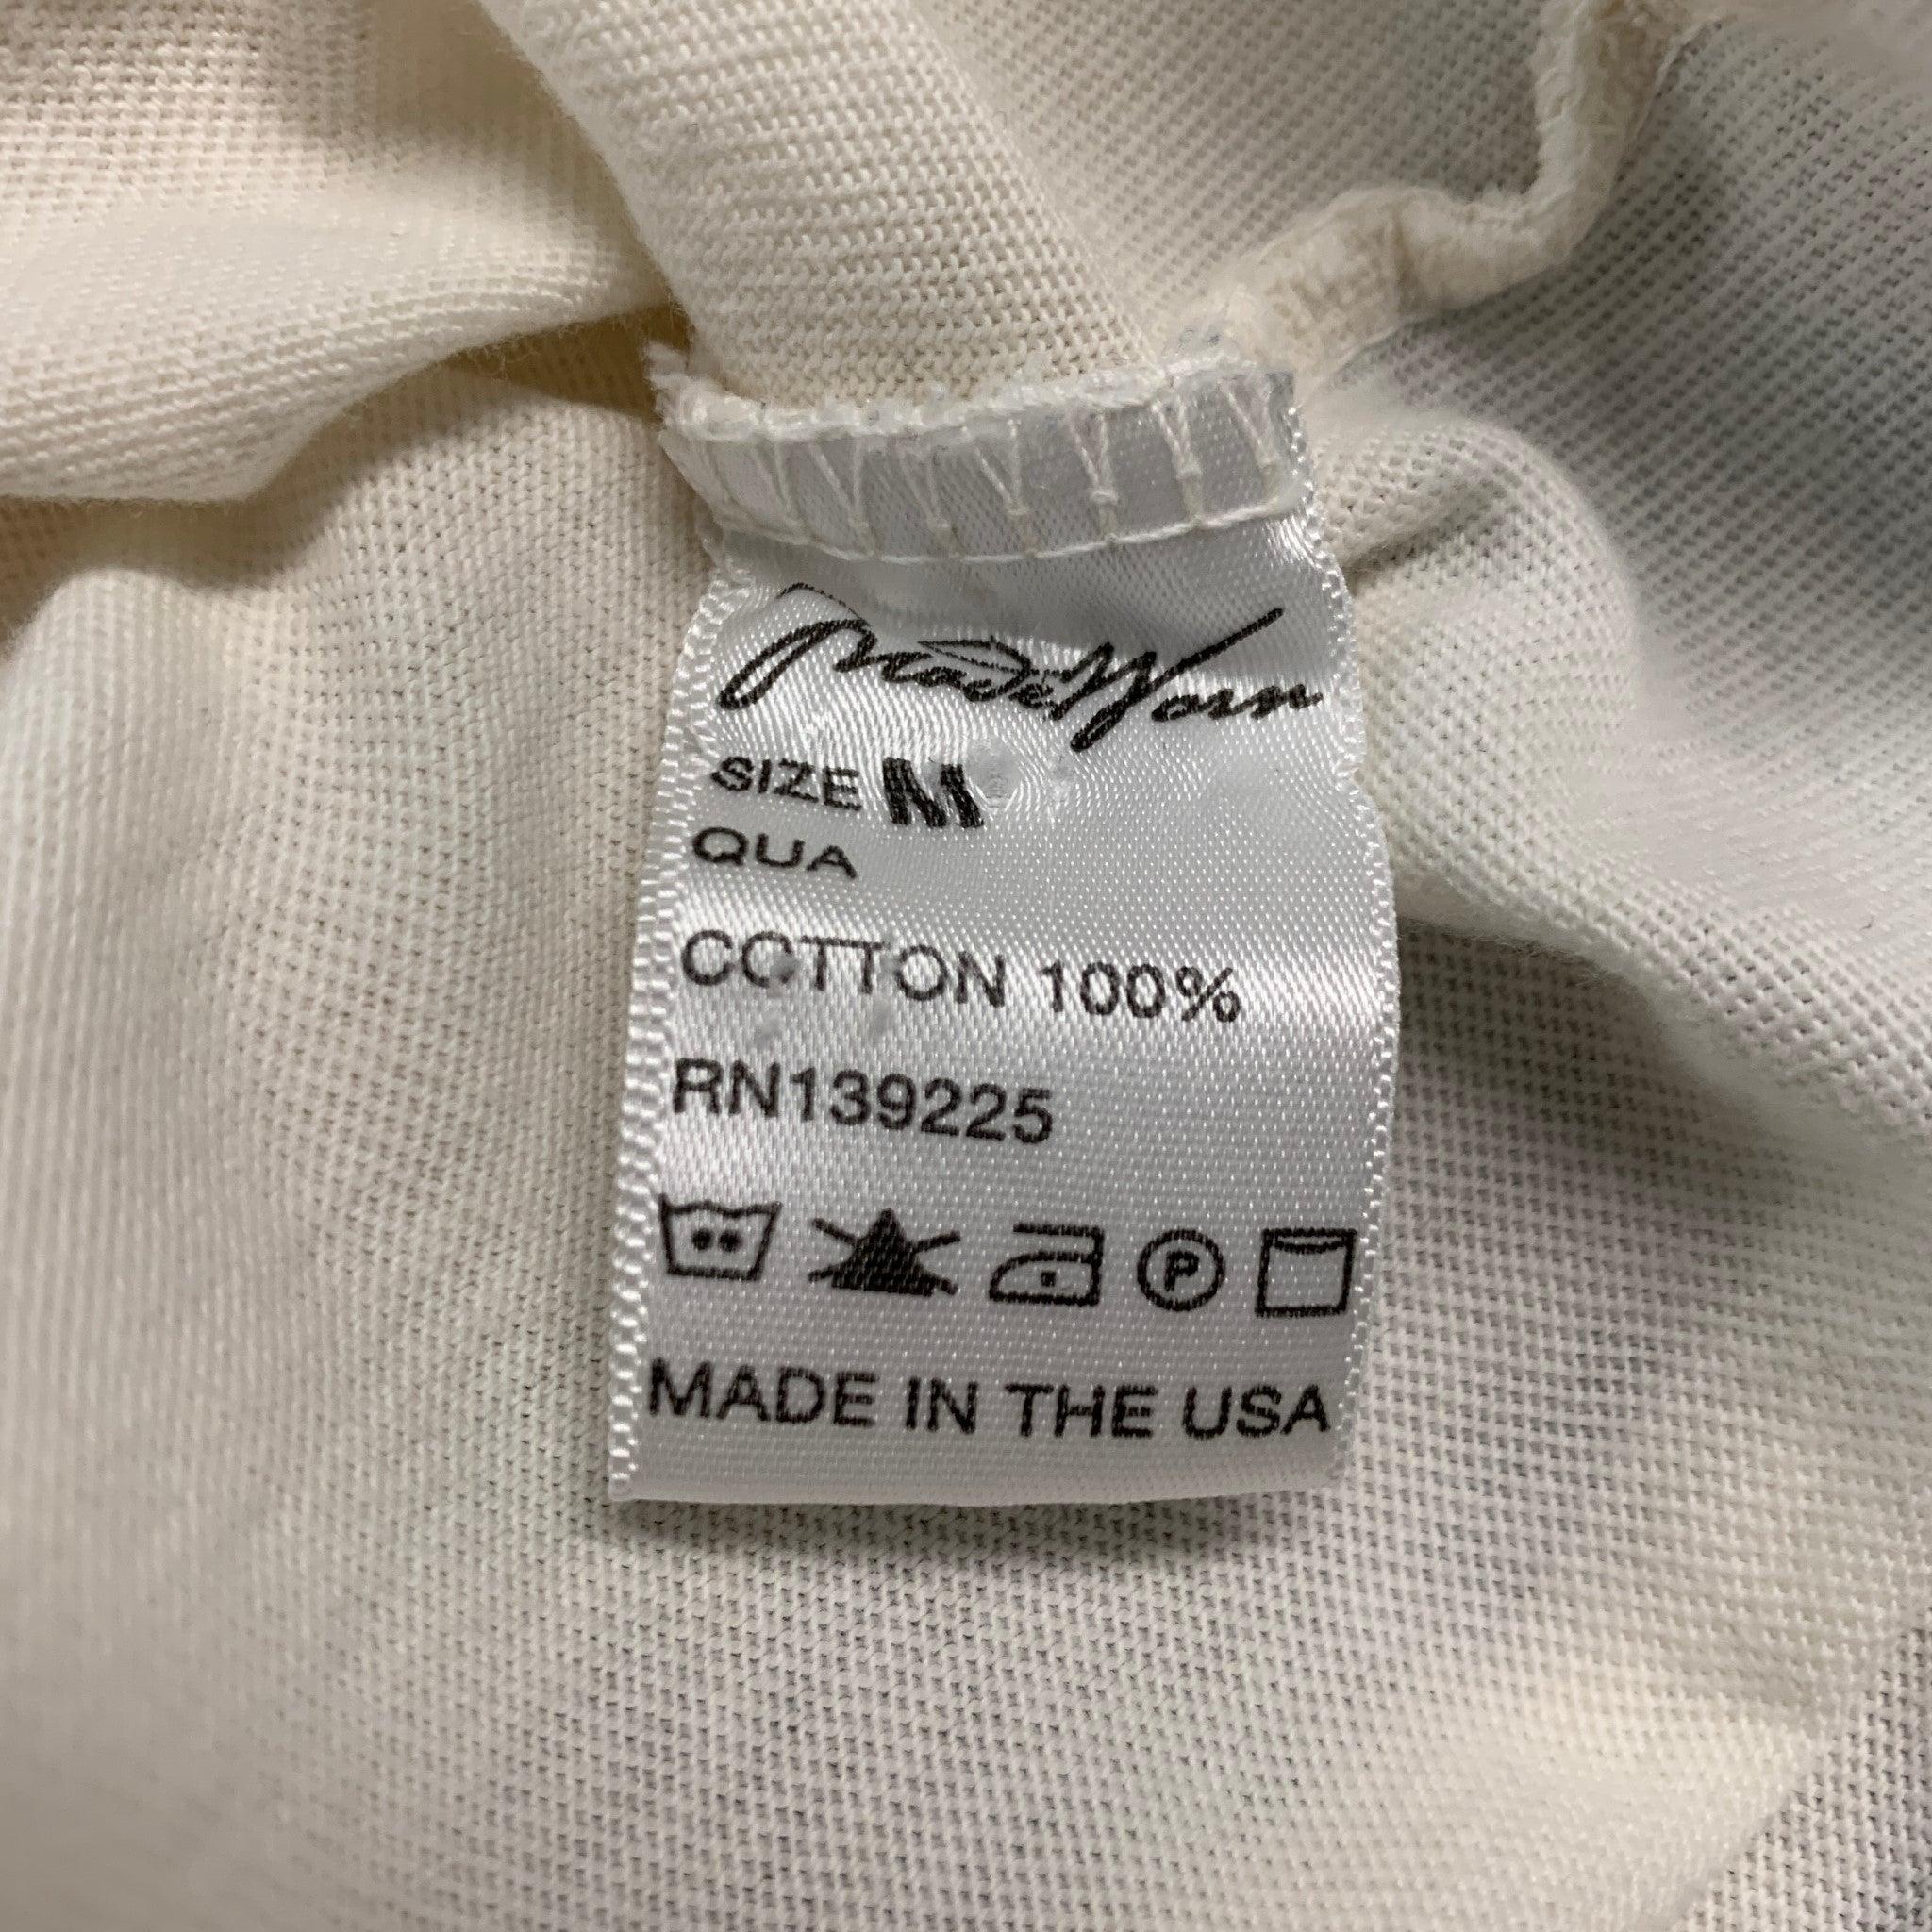 MadeWorn
SIZE M
QUA
COTTON 100%
RN139225
P
MADE IN THE USA